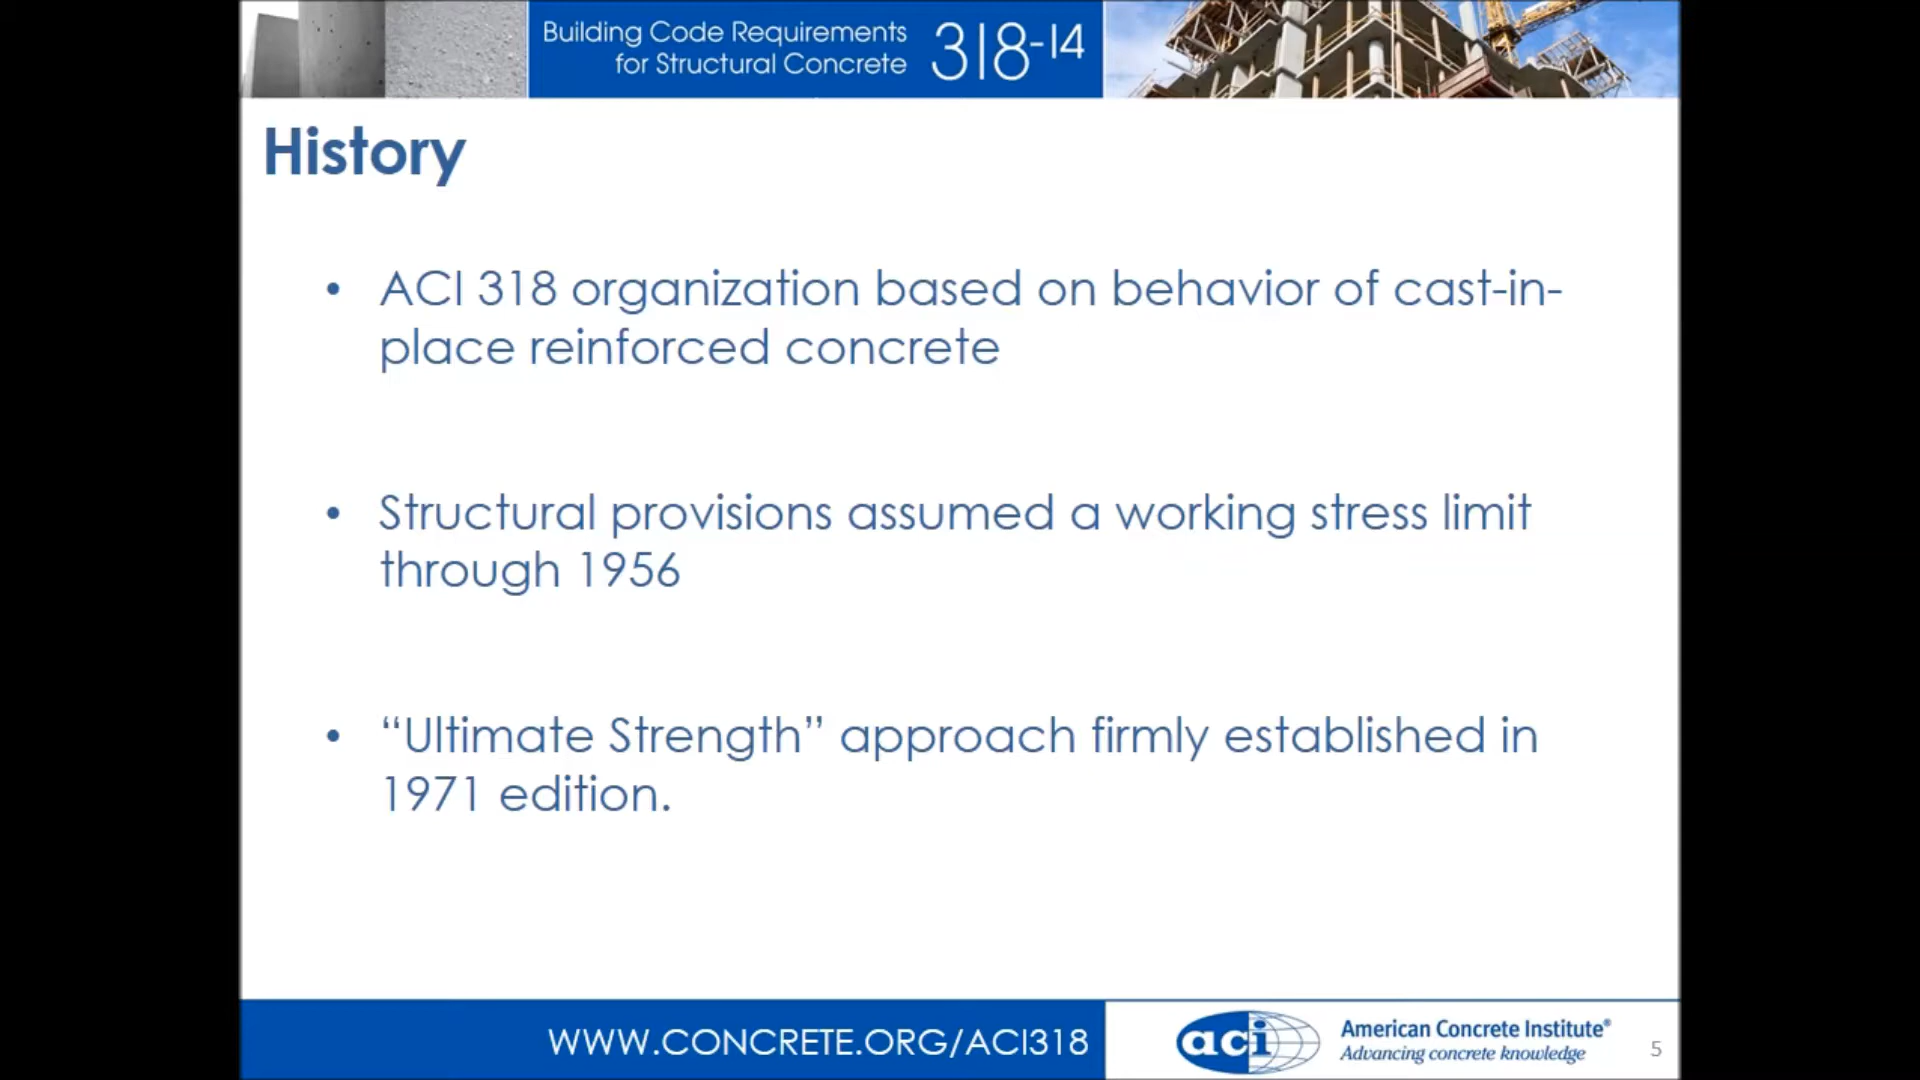 Building Code Requirements
for Structural Concrete
318-14
History
• ACI 318 organization based on behavior of cast-in-
place reinforced concrete
• Structural provisions assumed a working stress limit
through 1956
• “Ultimate Strength” approach firmly established in
1971 edition.
WWW.CONCRETE.ORG/ACI318
aci
American Concrete Institute®
Advancing concrete knowledge
5